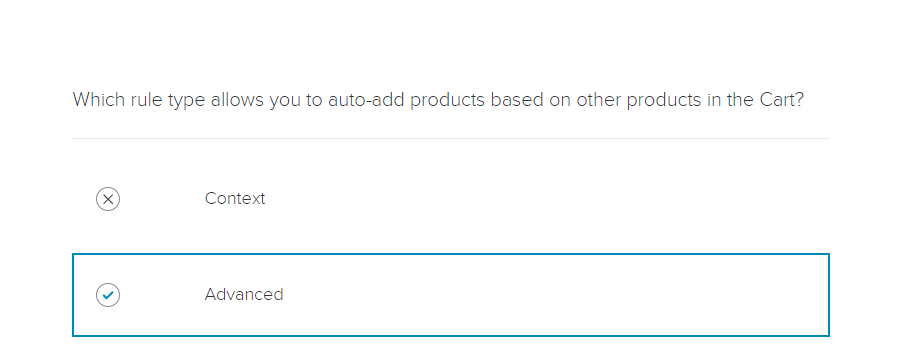 Which rule type allows you to auto-add products based on other products in the Cart?
Context
Advanced